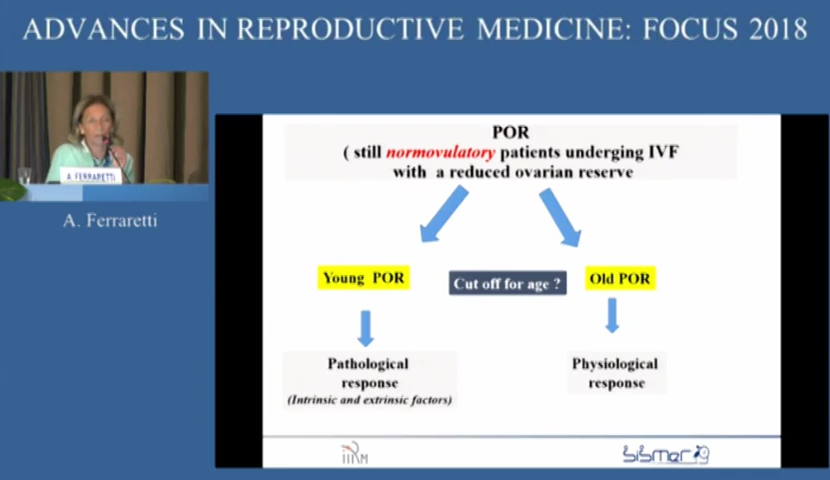 ADVANCES IN REPRODUCTIVE MEDICINE: FOCUS 2018
A. FERRARETTI
A. Ferraretti
POR
( still normovulatory patients underging IVF
with a reduced ovarian reserve
Young POR
Cut off for age ?
Old POR
Pathological
response
(Intrinsic and extrinsic factors)
Physiological
response
IIRM
SISMER